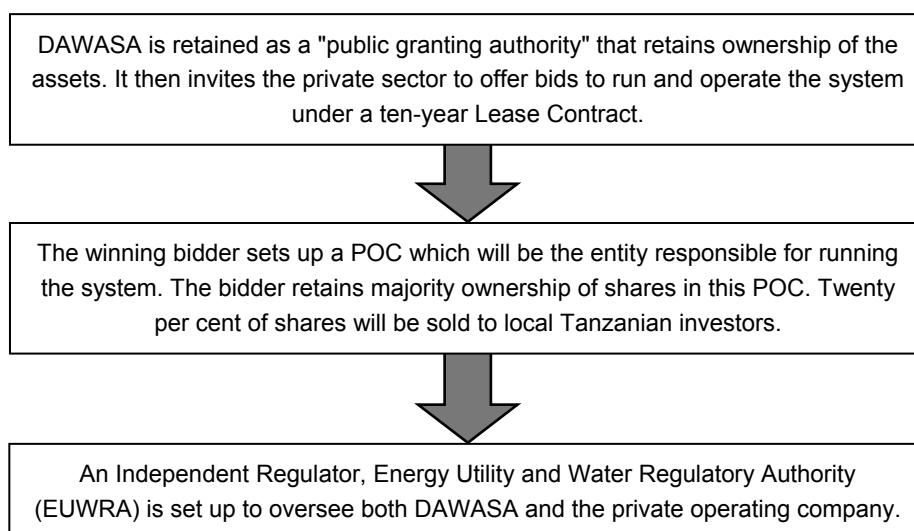 DAWASA is retained as a "public granting authority" that retains ownership of the
assets. It then invites the private sector to offer bids to run and operate the system
under a ten-year Lease Contract.
The winning bidder sets up a POC which will be the entity responsible for running
the system. The bidder retains majority ownership of shares in this POC. Twenty
per cent of shares will be sold to local Tanzanian investors.
An Independent Regulator, Energy Utility and Water Regulatory Authority
(EUWRA) is set up to oversee both DAWASA and the private operating company.